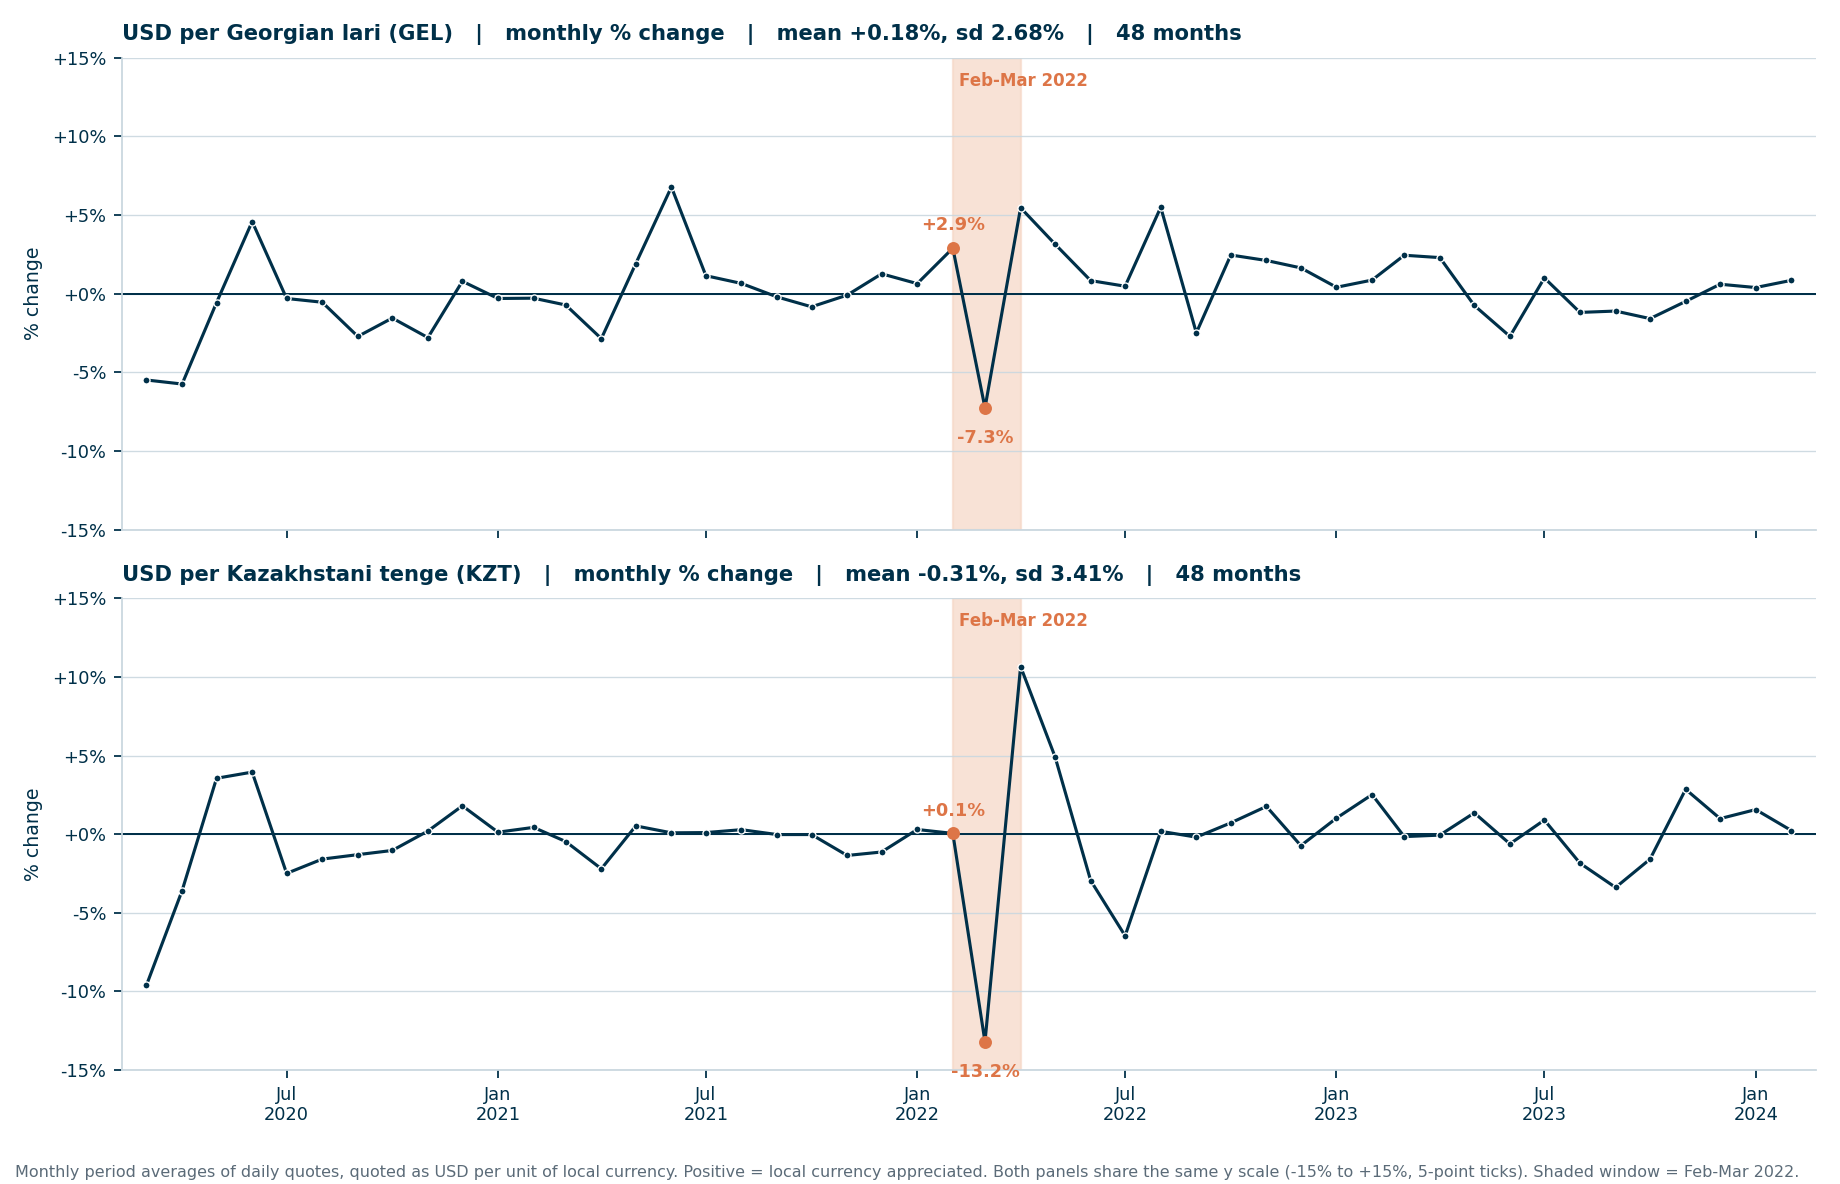 USD per Georgian lari (GEL)   |   monthly % change   |   mean +0.18%, sd 2.68%   |   48 months
+15%
Feb-Mar 2022
+10%
+5%
+2.9%
+0%
% change
-5%
-7.3%
-10%
-15%
USD per Kazakhstani tenge (KZT)   |   monthly % change   |   mean -0.31%, sd 3.41%   |   48 months
+15%
Feb-Mar 2022
+10%
+5%
+0.1%
+0%
% change
-5%
-10%
-15%
-13.2%
Jul Jan Jul Jan Jul Jan Jul Jan
2020 2021 2021 2022 2022 2023 2023 2024
Monthly period averages of daily quotes, quoted as USD per unit of local currency. Positive = local currency appreciated. Both panels share the same y scale (-15% to +15%, 5-point ticks). Shaded window = Feb-Mar 2022.